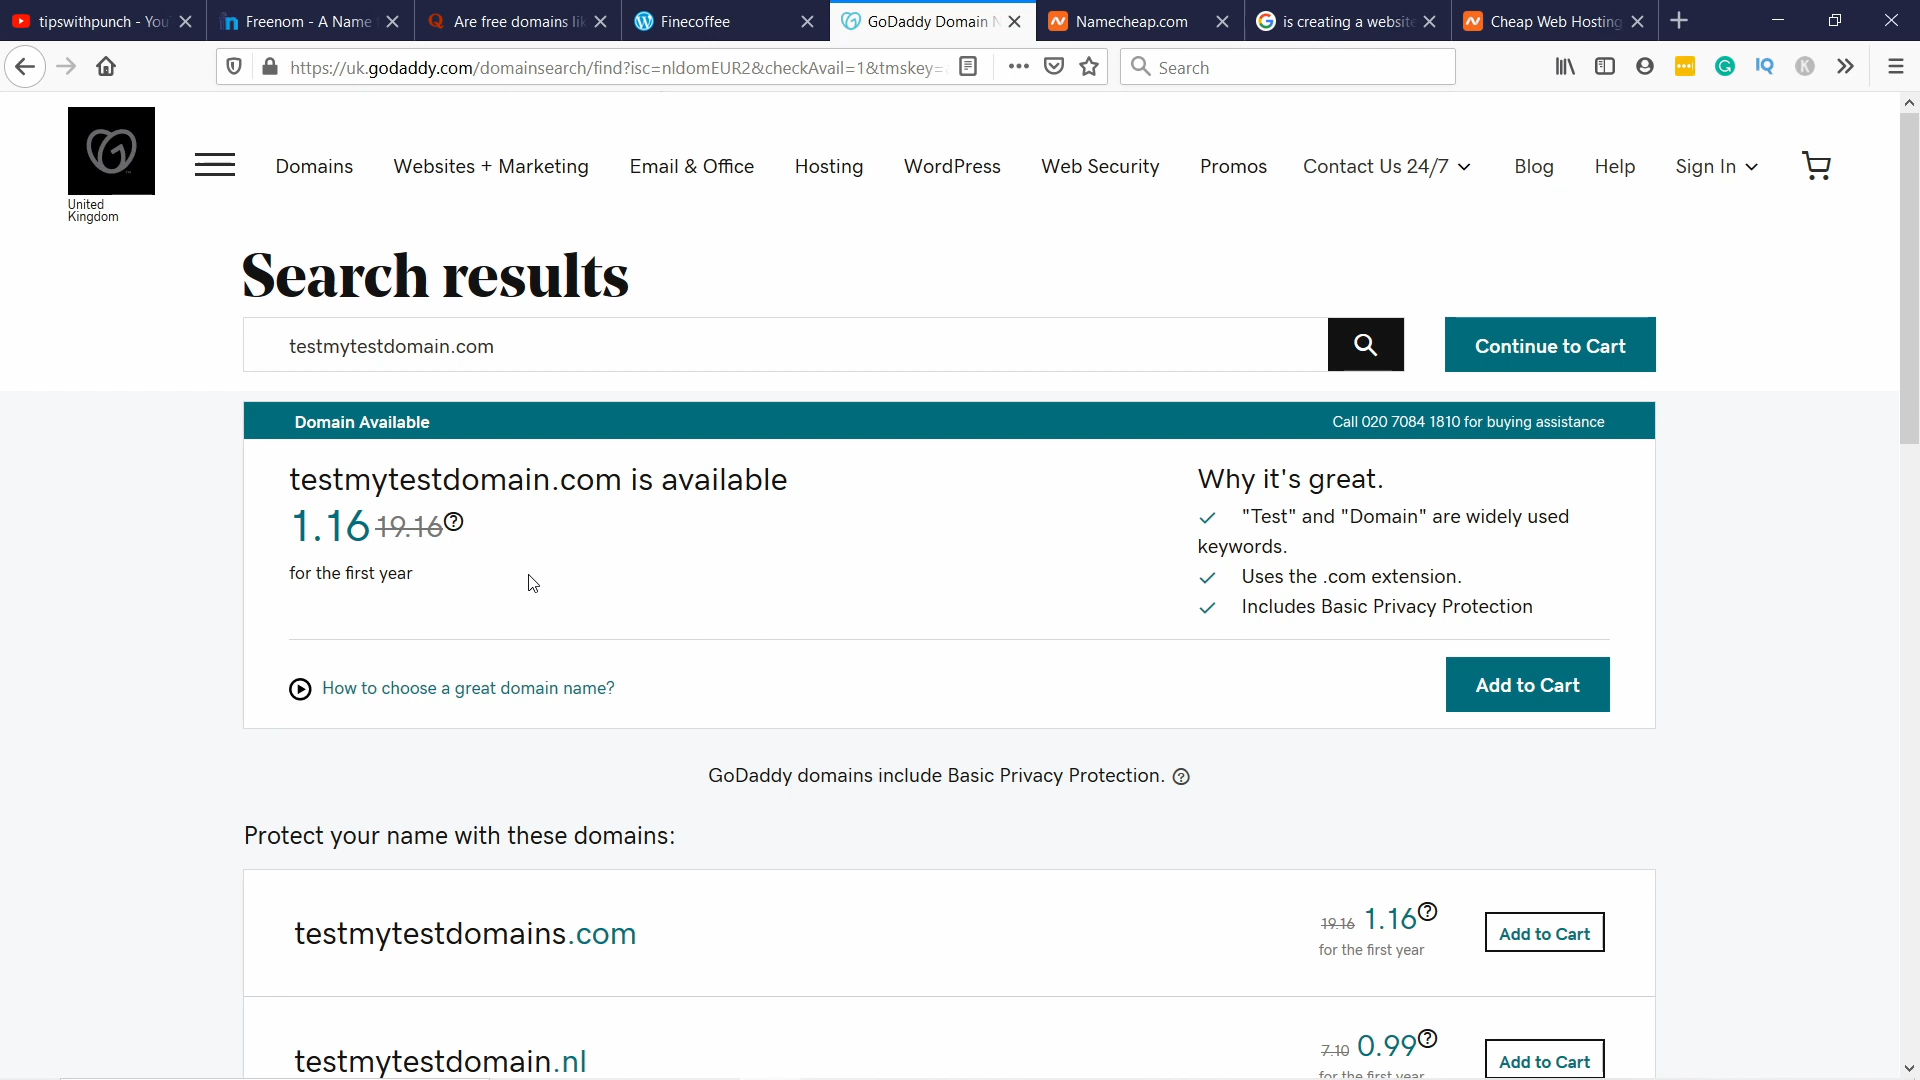 tipswithpunch - You
Freenom - A Name
Are free domains lik
Finecoffee
GoDaddy Domain N
Namecheap.com
is creating a website
Cheap Web Hosting
https://uk.godaddy.com/domainsearch/find?isc=nldomEUR2&checkAvail=1&tmskey=
Search
United
Kingdom
Domains
Websites + Marketing
Email & Office
Hosting
WordPress
Web Security
Promos
Contact Us 24/7
Blog
Help
Sign In
Search results
testmytestdomain.com
Continue to Cart
Domain Available
Call 020 7084 1810 for buying assistance
testmytestdomain.com is available
1.16 19.16
for the first year
Why it's great.
"Test" and "Domain" are widely used
keywords.
Uses the .com extension.
Includes Basic Privacy Protection
How to choose a great domain name?
Add to Cart
GoDaddy domains include Basic Privacy Protection.
Protect your name with these domains:
testmytestdomains.com
19.16 1.16
for the first year
Add to Cart
testmytestdomain.nl
7.10 0.99
for the first year
Add to Cart